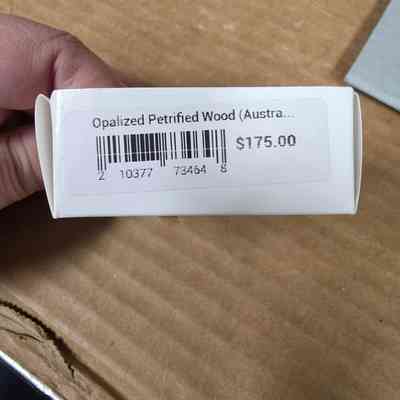 Opalized Petrified Wood (Austra...
$175.00
2 10377 73464 8